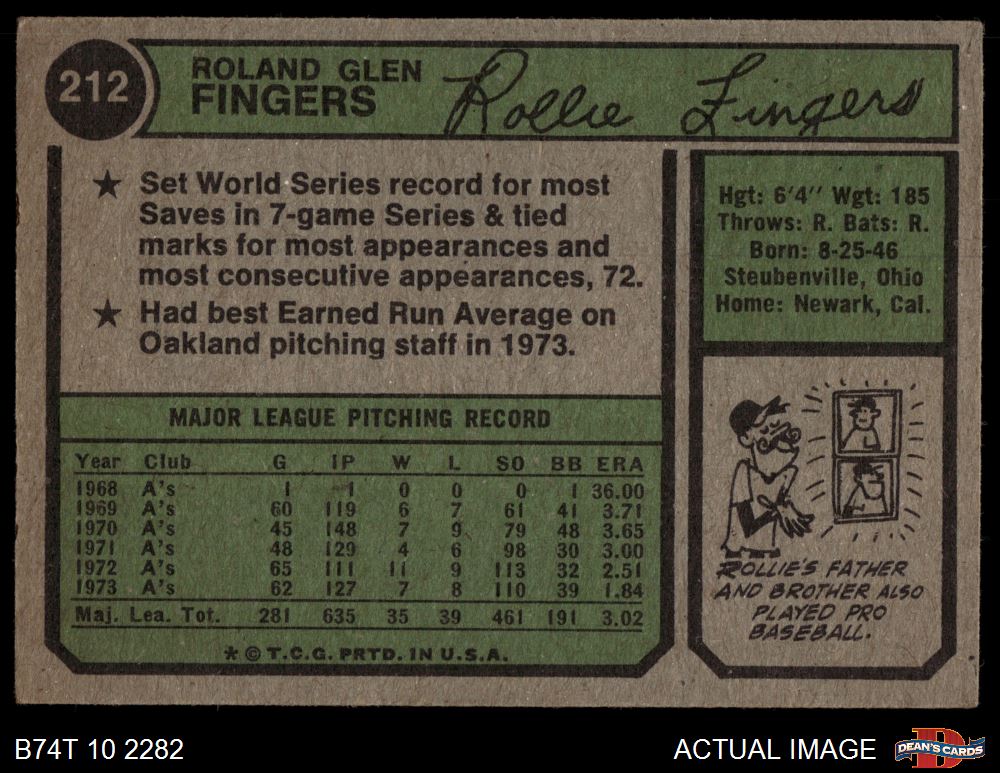 212
ROLAND GLEN
FINGERS
Rollie Fingers
★ Set World Series record for most
Saves in 7-game Series & tied
marks for most appearances and
most consecutive appearances, 72.
★ Had best Earned Run Average on
Oakland pitching staff in 1973.
Hgt: 6'4'' Wgt: 185
Throws: R. Bats: R.
Born: 8-25-46
Steubenville, Ohio
Home: Newark, Cal.
MAJOR LEAGUE PITCHING RECORD
Year Club G IP W L SO BB ERA
1968 A's 1 1 0 0 0 1 36.00
1969 A's 60 119 6 7 61 41 3.71
1970 A's 45 148 7 9 79 48 3.65
1971 A's 48 129 4 6 98 30 3.00
1972 A's 65 111 11 9 113 32 2.51
1973 A's 62 127 7 8 110 39 1.84
Maj. Lea. Tot. 281 635 35 39 461 191 3.02
* © T.C.G. PRTD. IN U.S.A.
ROLLIE'S FATHER
AND BROTHER ALSO
PLAYED PRO
BASEBALL.
B74T 10 2282
ACTUAL IMAGE
D
DEAN'S CARDS